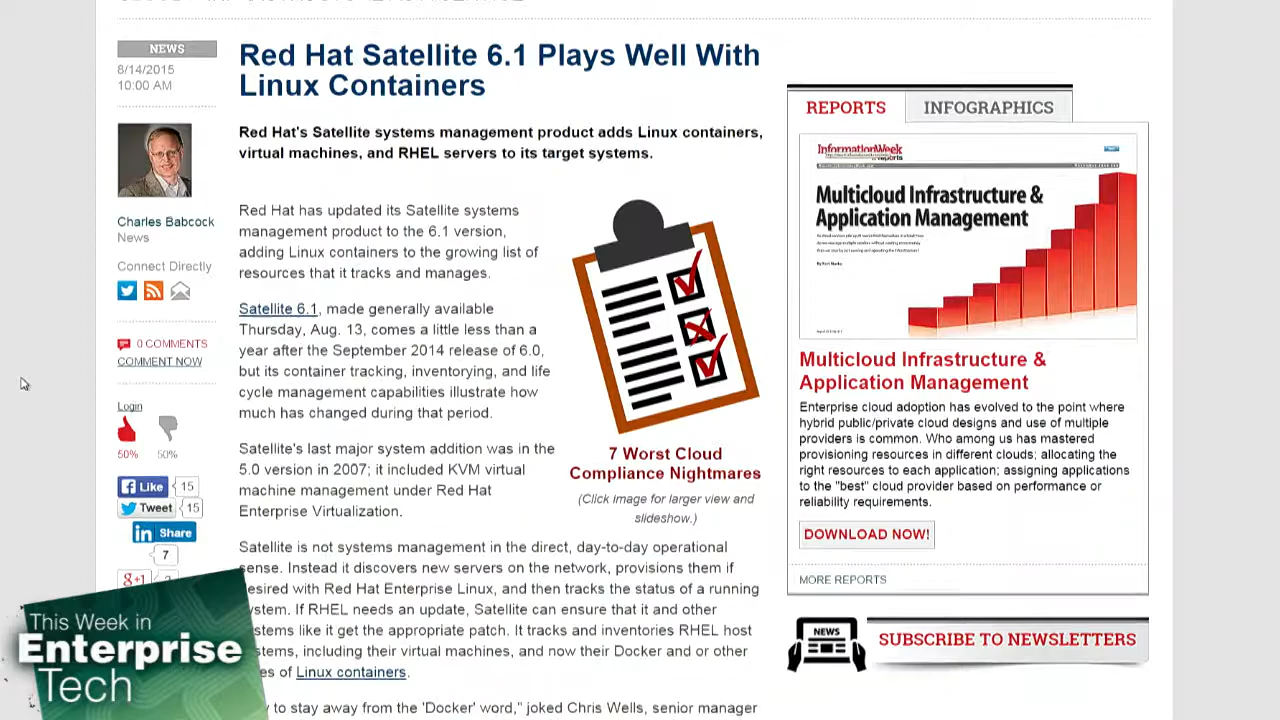 NEWS
8/14/2015
10:00 AM
Charles Babcock
News
Connect Directly
0 COMMENTS
COMMENT NOW
Login
50%
50%
Like
15
Tweet
15
Share
7
g+1
Red Hat Satellite 6.1 Plays Well With
Linux Containers
Red Hat's Satellite systems management product adds Linux containers,
virtual machines, and RHEL servers to its target systems.
Red Hat has updated its Satellite systems
management product to the 6.1 version,
adding Linux containers to the growing list of
resources that it tracks and manages.
Satellite 6.1, made generally available
Thursday, Aug. 13, comes a little less than a
year after the September 2014 release of 6.0,
but its container tracking, inventorying, and life
cycle management capabilities illustrate how
much has changed during that period.
Satellite's last major system addition was in the
5.0 version in 2007; it included KVM virtual
machine management under Red Hat
Enterprise Virtualization.
7 Worst Cloud
Compliance Nightmares
(Click image for larger view and
slideshow.)
Satellite is not systems management in the direct, day-to-day operational
sense. Instead it discovers new servers on the network, provisions them if
esired with Red Hat Enterprise Linux, and then tracks the status of a running
ystem. If RHEL needs an update, Satellite can ensure that it and other
stems like it get the appropriate patch. It tracks and inventories RHEL host
stems, including their virtual machines, and now their Docker and or other
es of Linux containers.
to stay away from the 'Docker' word," joked Chris Wells, senior manager
REPORTS
INFOGRAPHICS
InformationWeek
reports
Multicloud Infrastructure &
Application Management
Multicloud Infrastructure &
Application Management
Enterprise cloud adoption has evolved to the point where
hybrid public/private cloud designs and use of multiple
providers is common. Who among us has mastered
provisioning resources in different clouds; allocating the
right resources to each application; assigning applications
to the "best" cloud provider based on performance or
reliability requirements.
DOWNLOAD NOW!
MORE REPORTS
NEWS
SUBSCRIBE TO NEWSLETTERS
This Week in
Enterprise
Tech